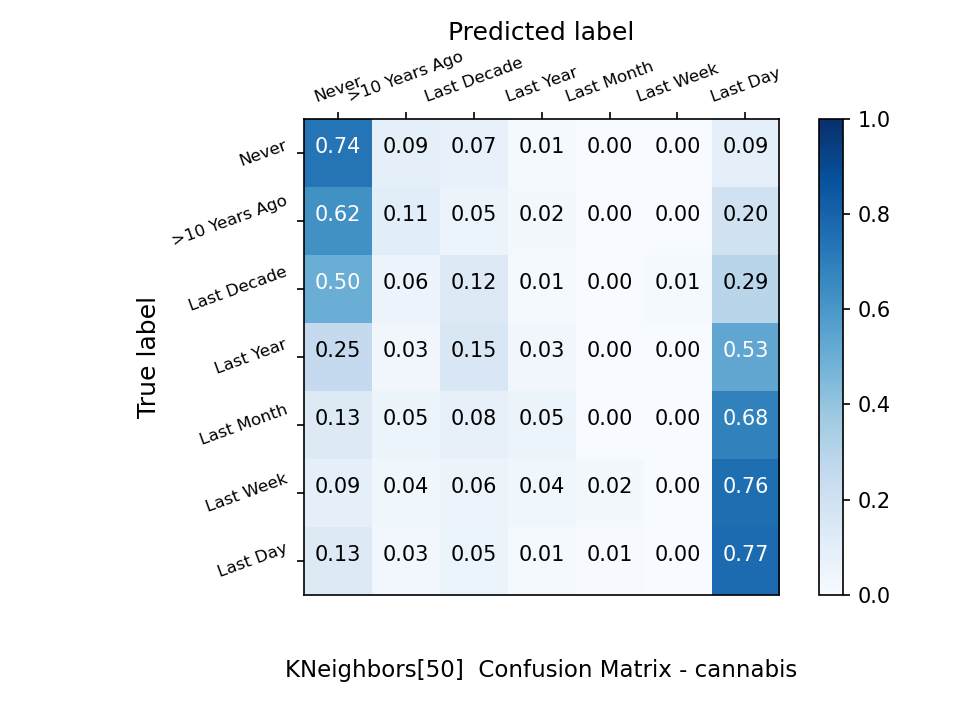 Predicted label
Never >10 Years Ago Last Decade Last Year Last Month Last Week Last Day
Never 0.74 0.09 0.07 0.01 0.00 0.00 0.09
>10 Years Ago 0.62 0.11 0.05 0.02 0.00 0.00 0.20
Last Decade 0.50 0.06 0.12 0.01 0.00 0.01 0.29
Last Year 0.25 0.03 0.15 0.03 0.00 0.00 0.53
Last Month 0.13 0.05 0.08 0.05 0.00 0.00 0.68
Last Week 0.09 0.04 0.06 0.04 0.02 0.00 0.76
Last Day 0.13 0.03 0.05 0.01 0.01 0.00 0.77
True label
1.0
0.8
0.6
0.4
0.2
0.0
KNeighbors[50]  Confusion Matrix - cannabis